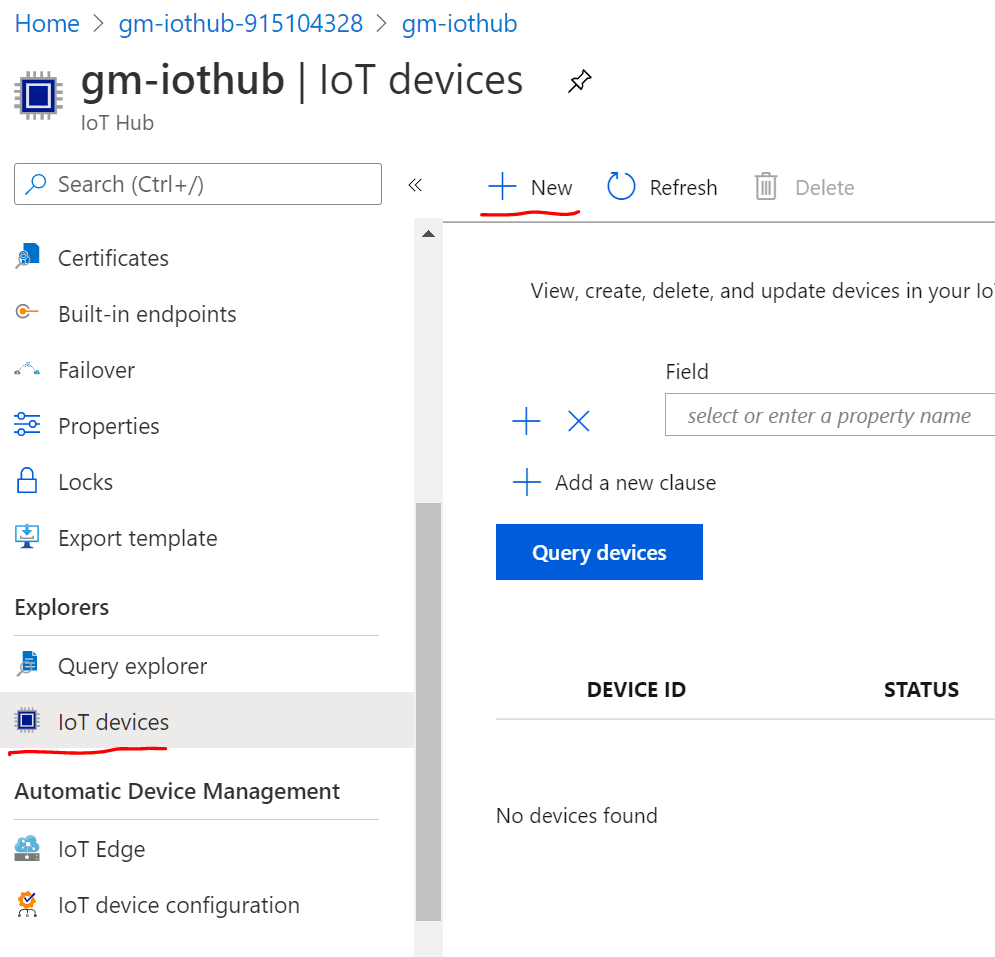 Home > gm-iothub-915104328 > gm-iothub
gm-iothub | IoT devices
IoT Hub
Search (Ctrl+/)
«
New Refresh Delete
Certificates
Built-in endpoints
Failover
Properties
Locks
Export template
Explorers
Query explorer
IoT devices
Automatic Device Management
IoT Edge
IoT device configuration
View, create, delete, and update devices in your Io
Field
select or enter a property name
Add a new clause
Query devices
DEVICE ID STATUS
No devices found